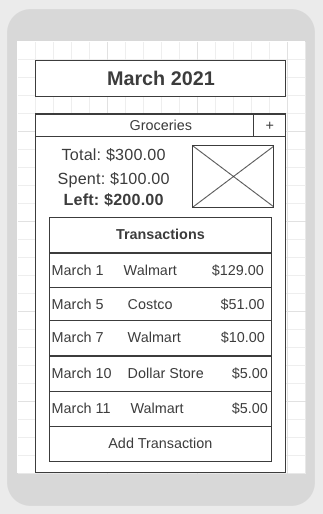 March 2021
Groceries +
Total: $300.00
Spent: $100.00
Left: $200.00
Transactions
March 1 Walmart $129.00
March 5 Costco $51.00
March 7 Walmart $10.00
March 10 Dollar Store $5.00
March 11 Walmart $5.00
Add Transaction